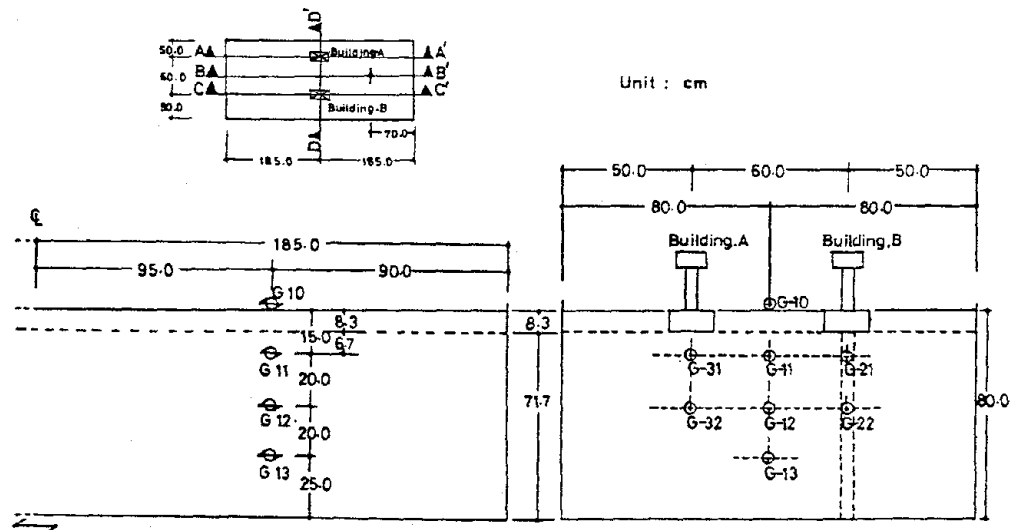 D'
50.0
A
Building.A
A'
B
B'
60.0
C
C'
Building.B
D
70.0
185.0
185.0
Unit : cm
50.0
60.0
50.0
80.0
80.0
Building.A
Building.B
G-10
8.3
71.7
80.0
G-31
G-11
G-21
G-32
G-12
G-22
G-13
℄
185.0
95.0
90.0
G 10
8.3
15.0
6.7
G 11
20.0
G 12
20.0
G 13
25.0